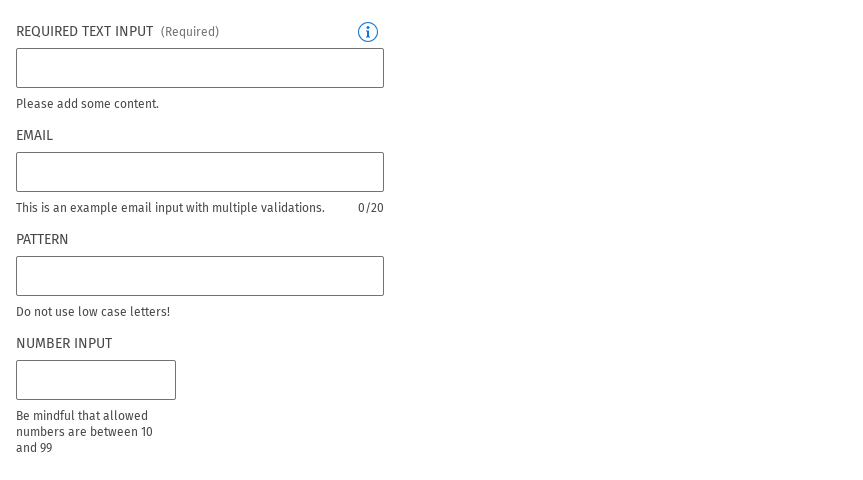 REQUIRED TEXT INPUT (Required)
Please add some content.
EMAIL
This is an example email input with multiple validations. 0/20
PATTERN
Do not use low case letters!
NUMBER INPUT
Be mindful that allowed
numbers are between 10
and 99